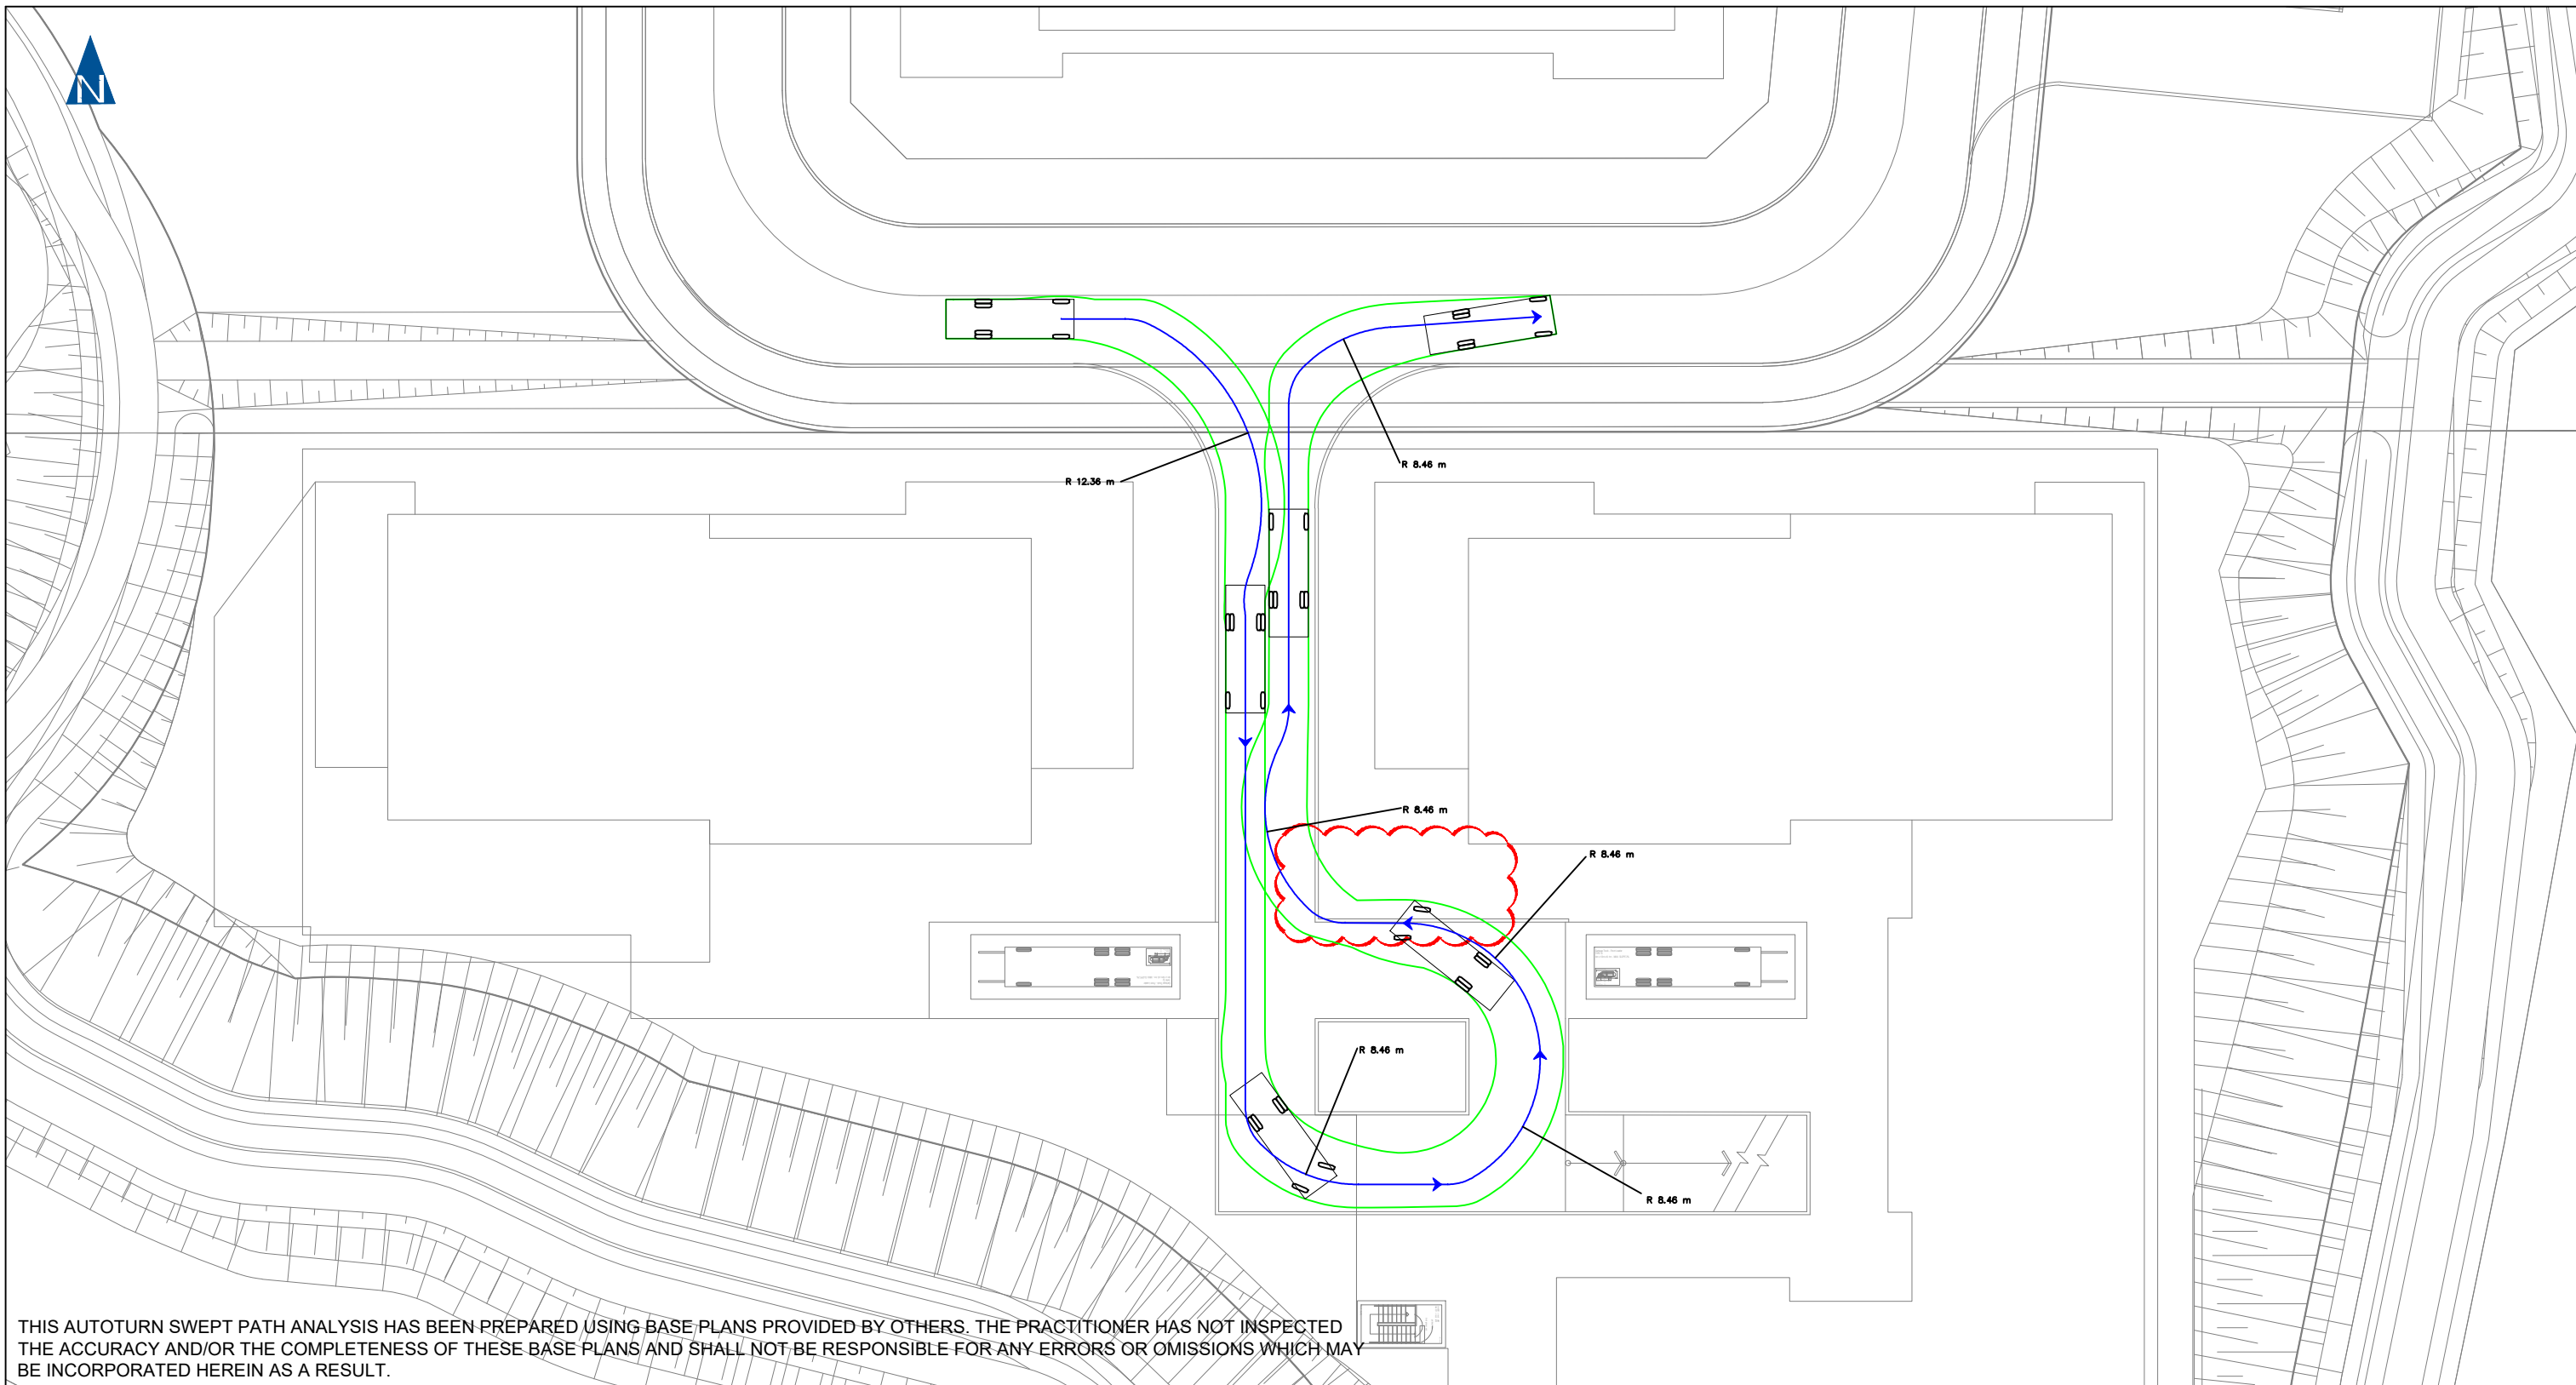 N
R 12.36 m
R 8.46 m
R 8.46 m
R 8.46 m
R 8.46 m
R 8.46 m
THIS AUTOTURN SWEPT PATH ANALYSIS HAS BEEN PREPARED USING BASE PLANS PROVIDED BY OTHERS. THE PRACTITIONER HAS NOT INSPECTED
THE ACCURACY AND/OR THE COMPLETENESS OF THESE BASE PLANS AND SHALL NOT BE RESPONSIBLE FOR ANY ERRORS OR OMISSIONS WHICH MAY
BE INCORPORATED HEREIN AS A RESULT.